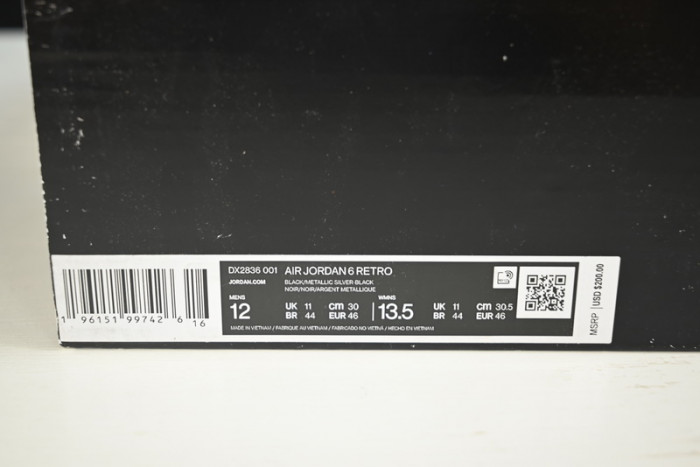 1 96151 99742 6 16
DX2836 001 AIR JORDAN 6 RETRO
JORDAN.COM BLACK/METALLIC SILVER-BLACK
NOIR/NOIR/ARGENT METALLIQUE
MENS
12
UK 11 CM 30
BR 44 EUR 46
WMNS
13.5
UK 11 CM 30.5
BR 44 EUR 46
MADE IN VIETNAM / FABRIQUE AU VIETNAM / FABRICADO NO VIETNÃ / HECHO EN VIETNAM
MSRP | USD $200.00